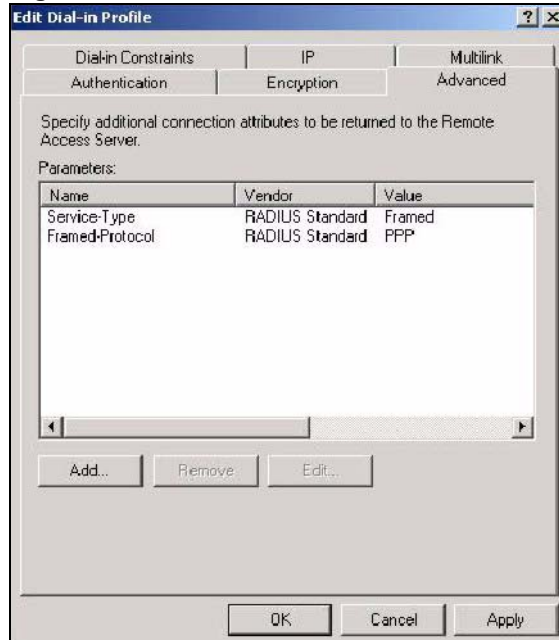 Edit Dial-in Profile
Dial-in Constraints IP Multilink
Authentication Encryption Advanced
Specify additional connection attributes to be returned to the Remote
Access Server.
Parameters:
Name Vendor Value
Service-Type RADIUS Standard Framed
Framed-Protocol RADIUS Standard PPP
Add... Remove Edit...
OK Cancel Apply